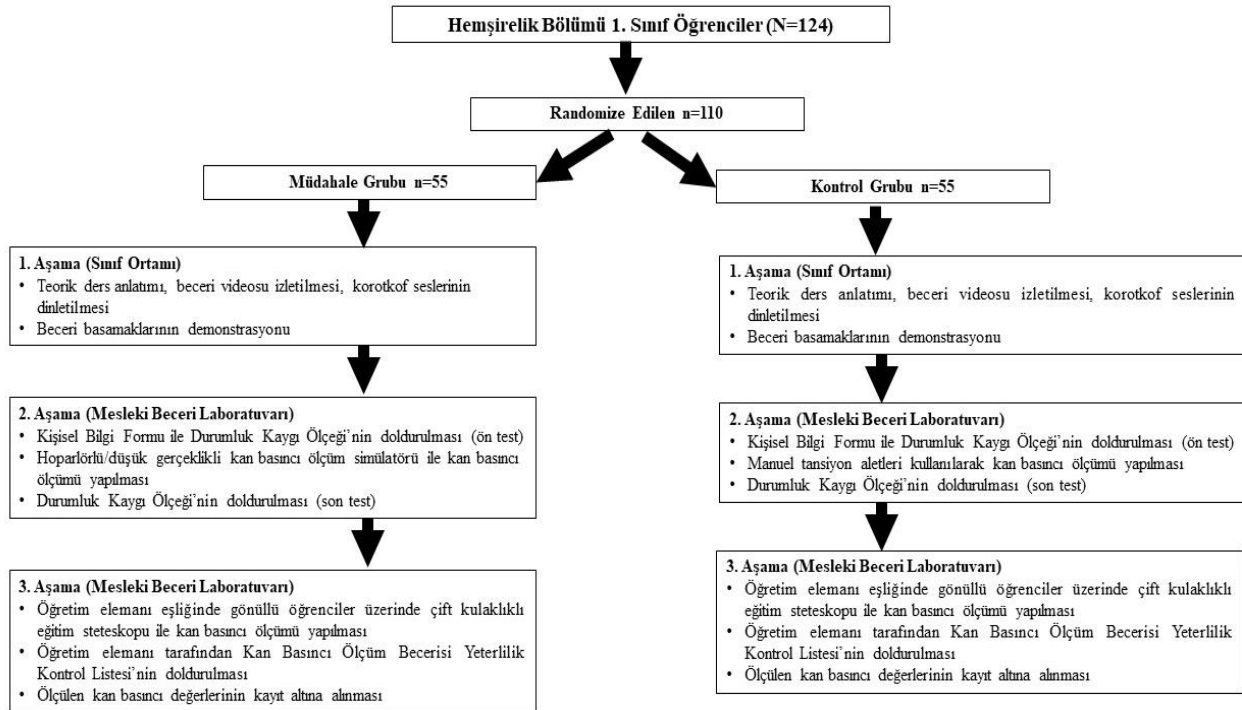 Hemşirelik Bölümü 1. Sınıf Öğrenciler (N=124)
Randomize Edilen n=110
Müdahale Grubu n=55
Kontrol Grubu n=55
1. Aşama (Sınıf Ortamı)
• Teorik ders anlatımı, beceri videosu izletilmesi, korotkof seslerinin
dinletilmesi
• Beceri basamaklarının demonstrasyonu
1. Aşama (Sınıf Ortamı)
• Teorik ders anlatımı, beceri videosu izletilmesi, korotkof seslerinin
dinletilmesi
• Beceri basamaklarının demonstrasyonu
2. Aşama (Mesleki Beceri Laboratuvarı)
• Kişisel Bilgi Formu ile Durumluk Kaygı Ölçeği’nin doldurulması (ön test)
• Hoparlörlü/düşük gerçeklikli kan basıncı ölçüm simülatörü ile kan basıncı
ölçümü yapılması
• Durumluk Kaygı Ölçeği’nin doldurulması (son test)
2. Aşama (Mesleki Beceri Laboratuvarı)
• Kişisel Bilgi Formu ile Durumluk Kaygı Ölçeği’nin doldurulması (ön test)
• Manuel tansiyon aletleri kullanılarak kan basıncı ölçümü yapılması
• Durumluk Kaygı Ölçeği’nin doldurulması (son test)
3. Aşama (Mesleki Beceri Laboratuvarı)
• Öğretim elemanı eşliğinde gönüllü öğrenciler üzerinde çift kulaklıklı
eğitim steteskopu ile kan basıncı ölçümü yapılması
• Öğretim elemanı tarafından Kan Basıncı Ölçüm Becerisi Yeterlilik
Kontrol Listesi’nin doldurulması
• Ölçülen kan basıncı değerlerinin kayıt altına alınması
3. Aşama (Mesleki Beceri Laboratuvarı)
• Öğretim elemanı eşliğinde gönüllü öğrenciler üzerinde çift kulaklıklı
eğitim steteskopu ile kan basıncı ölçümü yapılması
• Öğretim elemanı tarafından Kan Basıncı Ölçüm Becerisi Yeterlilik
Kontrol Listesi’nin doldurulması
• Ölçülen kan basıncı değerlerinin kayıt altına alınması